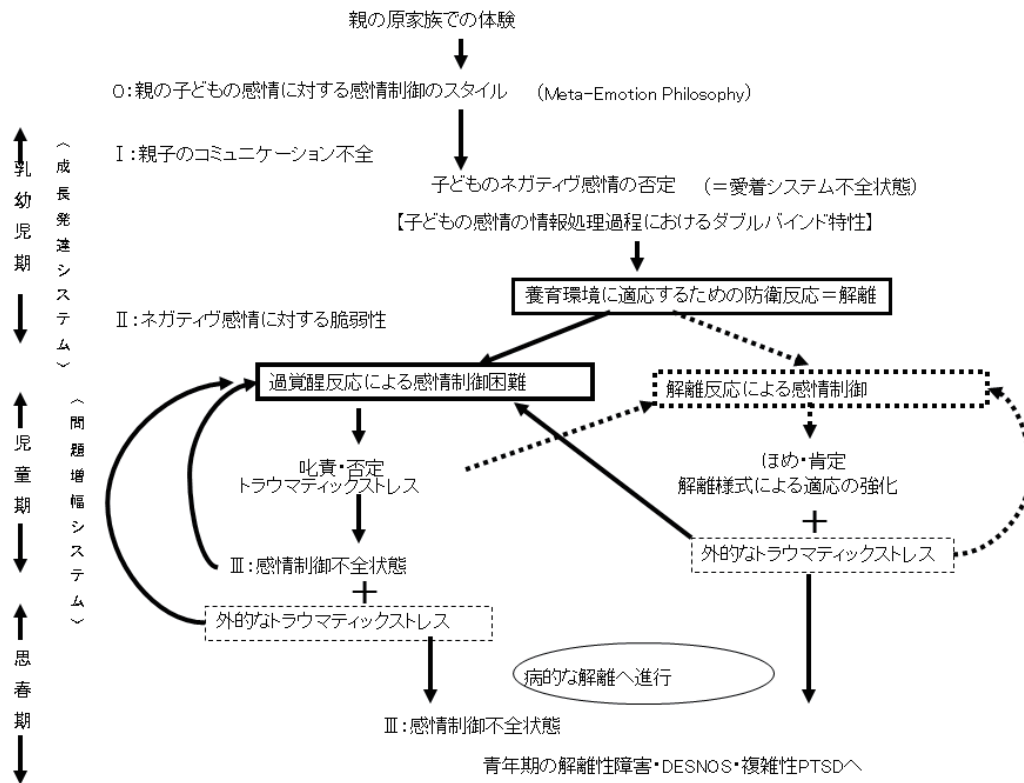 親の原家族での体験
0:親の子どもの感情に対する感情制御のスタイル (Meta-Emotion Philosophy)
Ⅰ:親子のコミュニケーション不全
子どものネガティヴ感情の否定 (=愛着システム不全状態)
【子どもの感情の情報処理過程におけるダブルバインド特性】
養育環境に適応するための防衛反応=解離
Ⅱ:ネガティヴ感情に対する脆弱性
過覚醒反応による感情制御困難
解離反応による感情制御
叱責・否定
トラウマティックストレス
ほめ・肯定
解離様式による適応の強化
+
外的なトラウマティックストレス
Ⅲ:感情制御不全状態
+
外的なトラウマティックストレス
病的な解離へ進行
Ⅲ:感情制御不全状態
青年期の解離性障害・DESNOS・複雑性PTSDへ
乳幼児期
児童期
思春期
〈成長発達システム〉
〈問題増幅システム〉